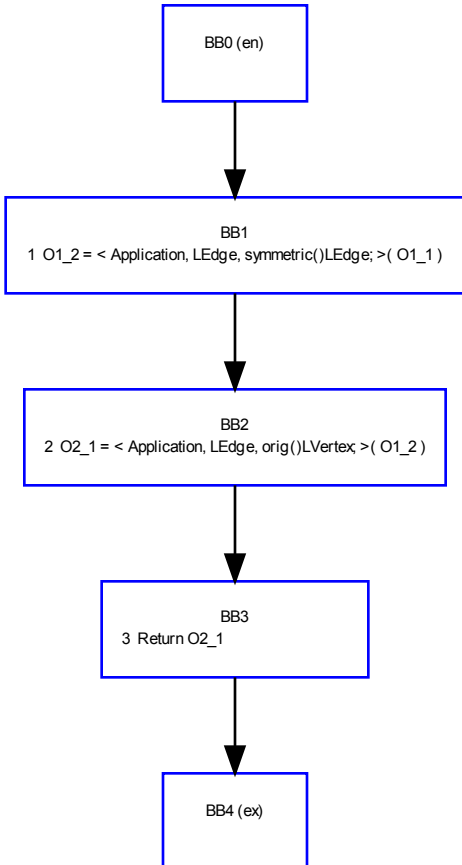 BB0 (en)
BB1
1 O1_2 = < Application, LEdge, symmetric()LEdge; >( O1_1 )
BB2
2 O2_1 = < Application, LEdge, orig()LVertex; >( O1_2 )
BB3
3 Return O2_1
BB4 (ex)